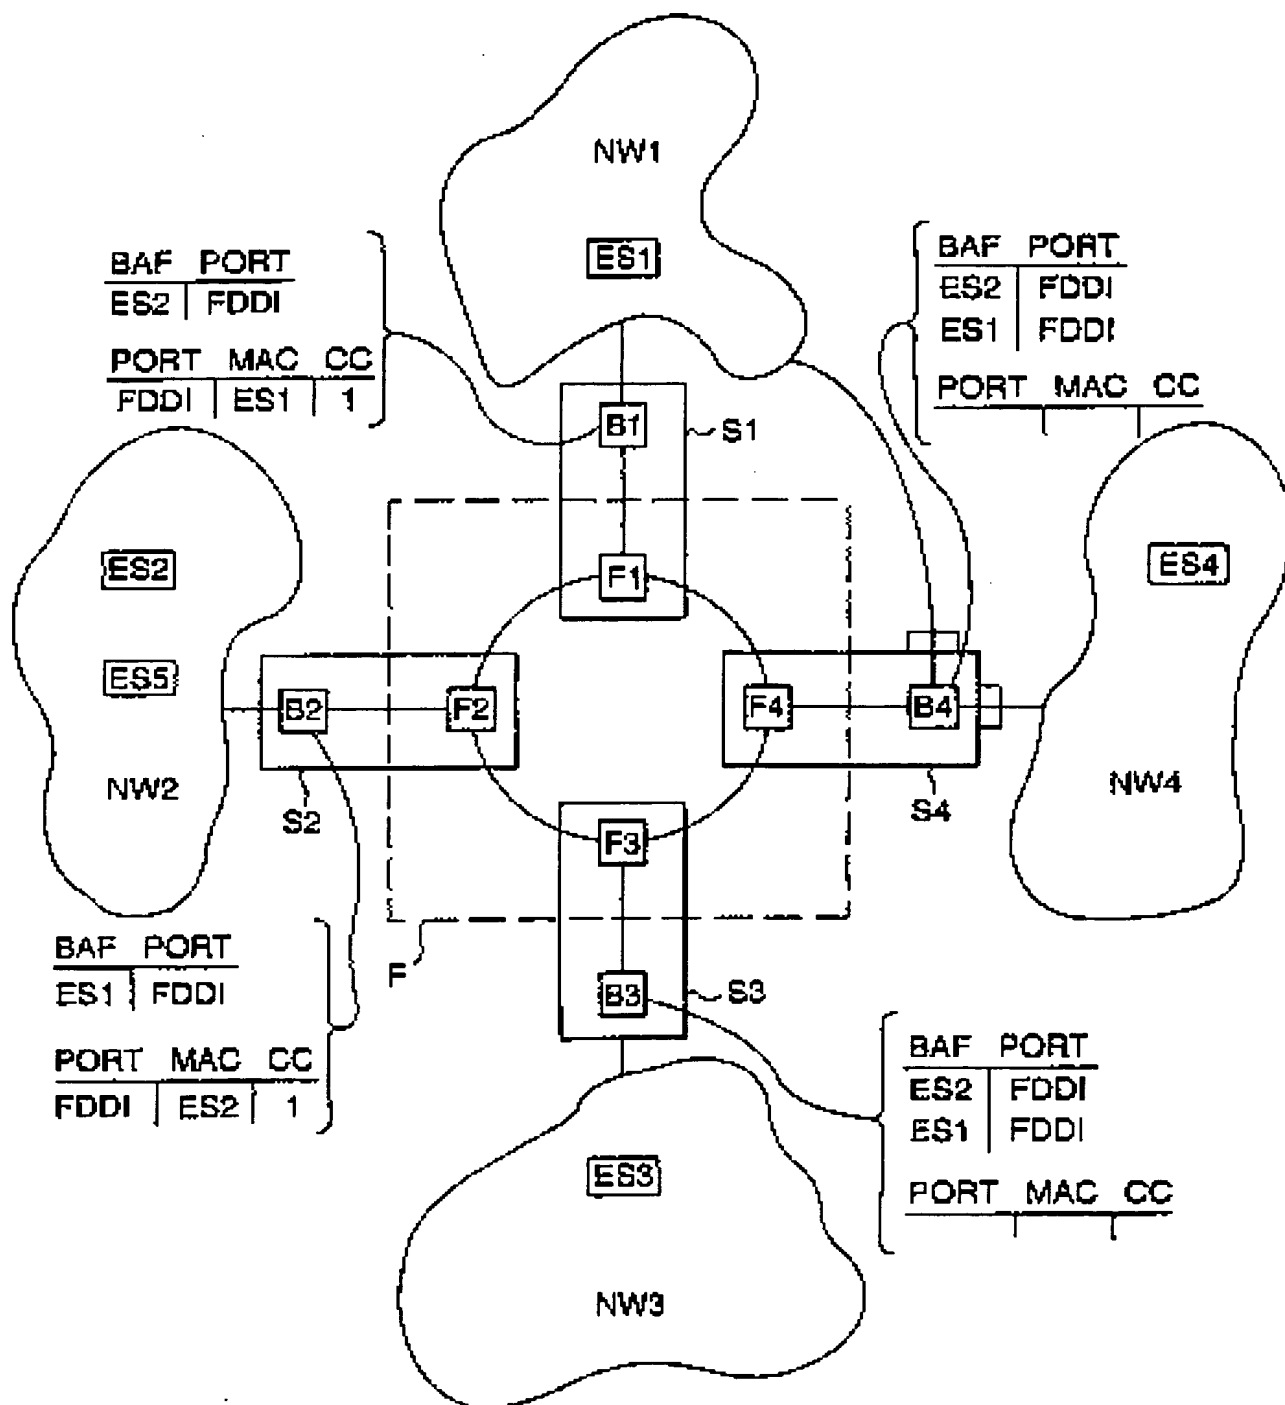 NW1
ES1
BAF PORT
ES2 FDDI
PORT MAC CC
FDDI ES1 1
BAF PORT
ES2 FDDI
ES1 FDDI
PORT MAC CC
B1
S1
F1
ES2
ES5
NW2
B2
F2
S2
F4
B4
S4
ES4
NW4
F3
F
B3
S3
BAF PORT
ES1 FDDI
PORT MAC CC
FDDI ES2 1
BAF PORT
ES2 FDDI
ES1 FDDI
PORT MAC CC
ES3
NW3